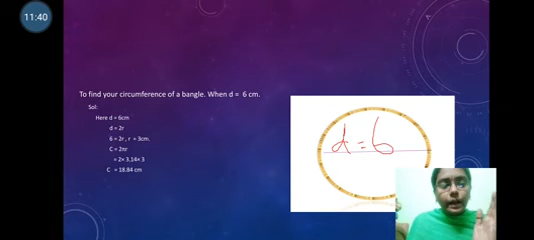 11:40
To find your circumference of a bangle. When d = 6 cm.
Sol:
Here d = 6cm
d = 2r
6 = 2r , r = 3cm.
C = 2πr
= 2× 3.14× 3
C = 18.84 cm
d = 6